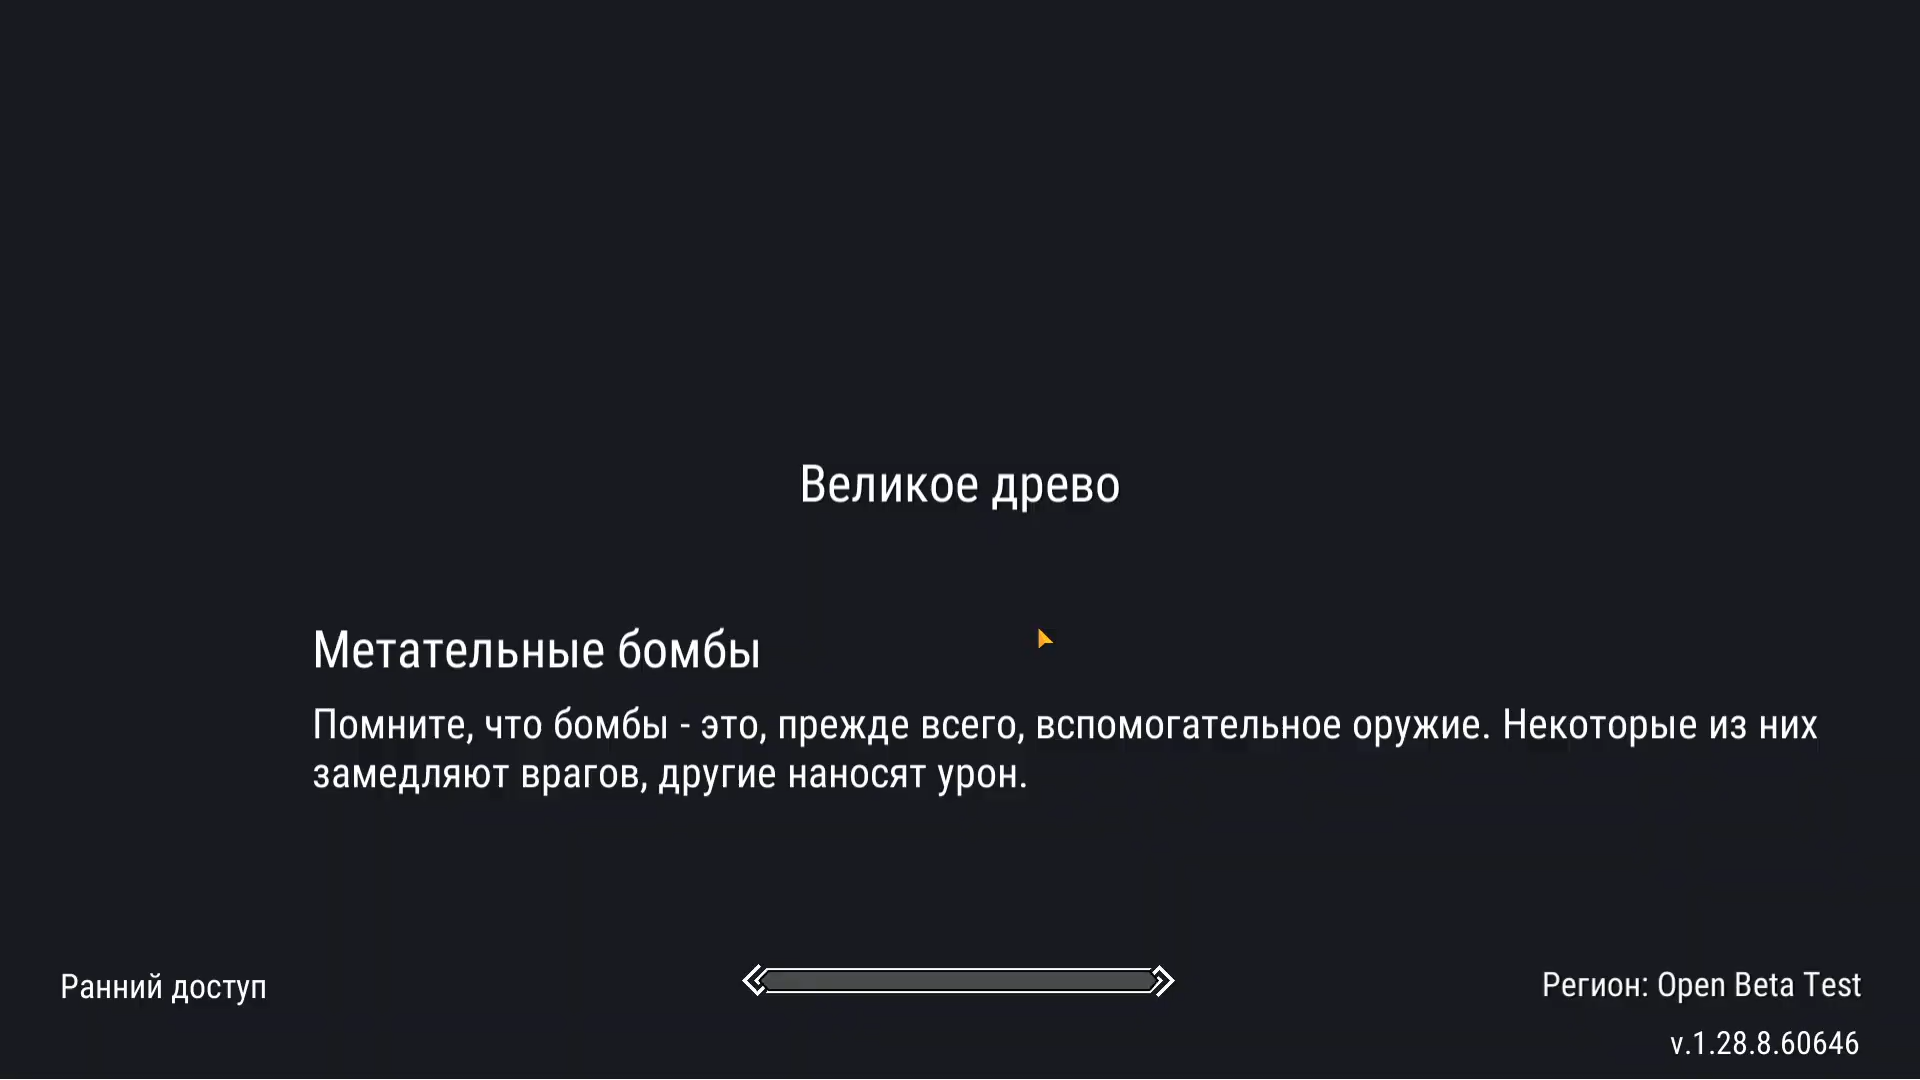 Великое древо
Метательные бомбы
Помните, что бомбы - это, прежде всего, вспомогательное оружие. Некоторые из них
замедляют врагов, другие наносят урон.
Ранний доступ
Регион: Open Beta Test
v.1.28.8.60646